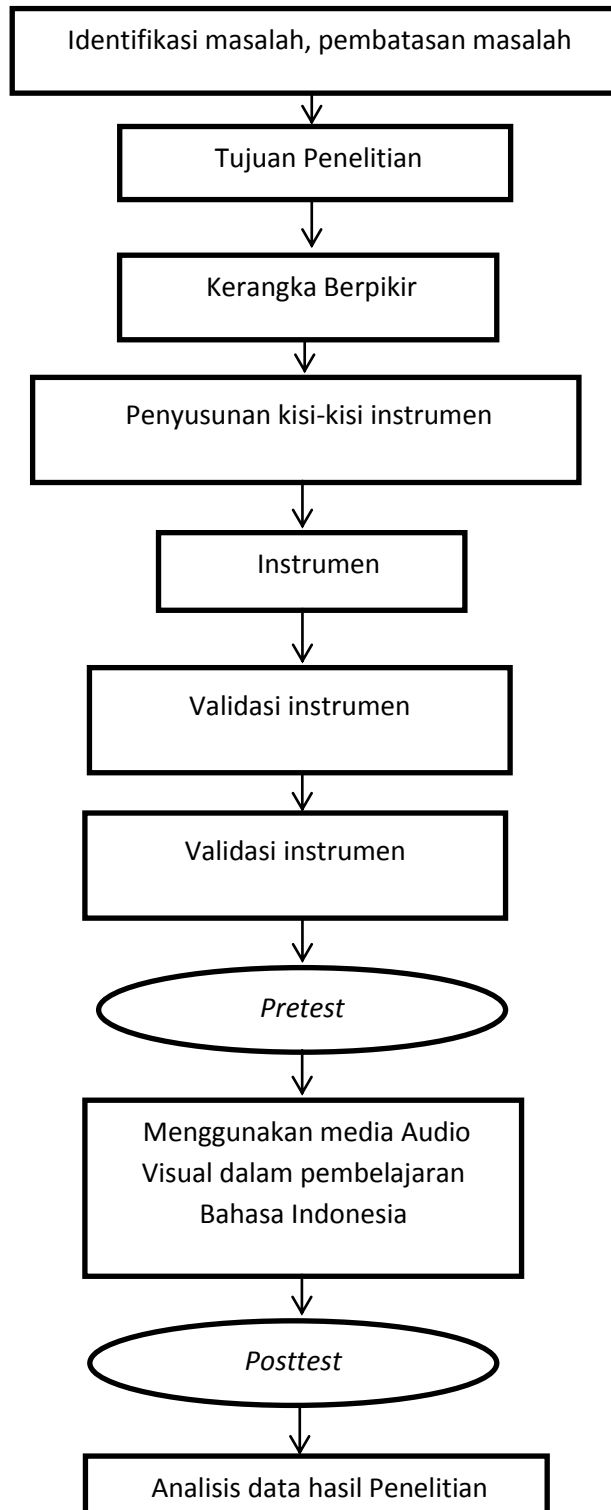 Identifikasi masalah, pembatasan masalah
Tujuan Penelitian
Kerangka Berpikir
Penyusunan kisi-kisi instrumen
Instrumen
Validasi instrumen
Validasi instrumen
Pretest
Menggunakan media Audio
Visual dalam pembelajaran
Bahasa Indonesia
Posttest
Analisis data hasil Penelitian